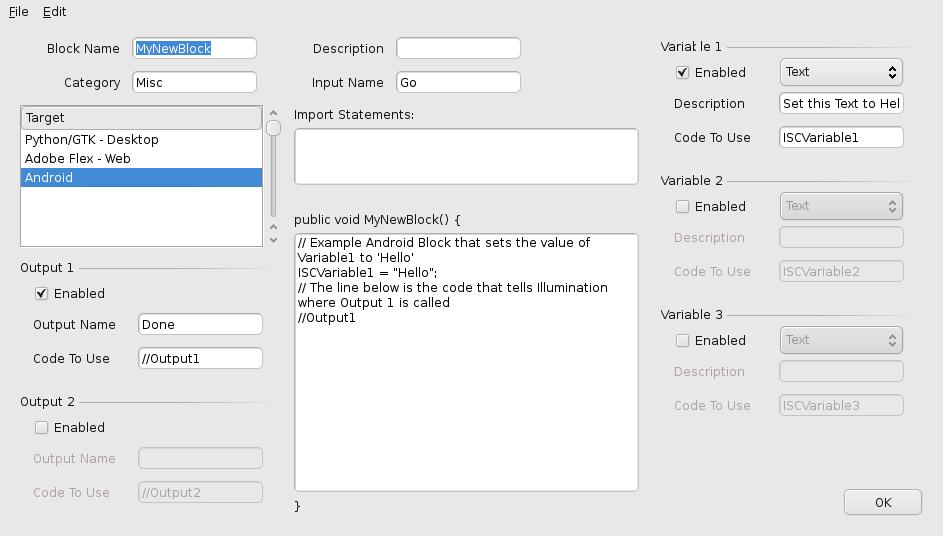 File Edit
Block Name MyNewBlock
Category Misc
Target
Python/GTK - Desktop
Adobe Flex - Web
Android
Output 1
Enabled
Output Name Done
Code To Use //Output1
Output 2
Enabled
Output Name
Code To Use //Output2
Description
Input Name Go
Import Statements:
public void MyNewBlock() {
// Example Android Block that sets the value of
Variable1 to 'Hello'
ISCVariable1 = "Hello";
// The line below is the code that tells Illumination
where Output 1 is called
//Output1
}
Variable 1
Enabled Text
Description Set this Text to Hel
Code To Use ISCVariable1
Variable 2
Enabled Text
Description
Code To Use ISCVariable2
Variable 3
Enabled Text
Description
Code To Use ISCVariable3
OK